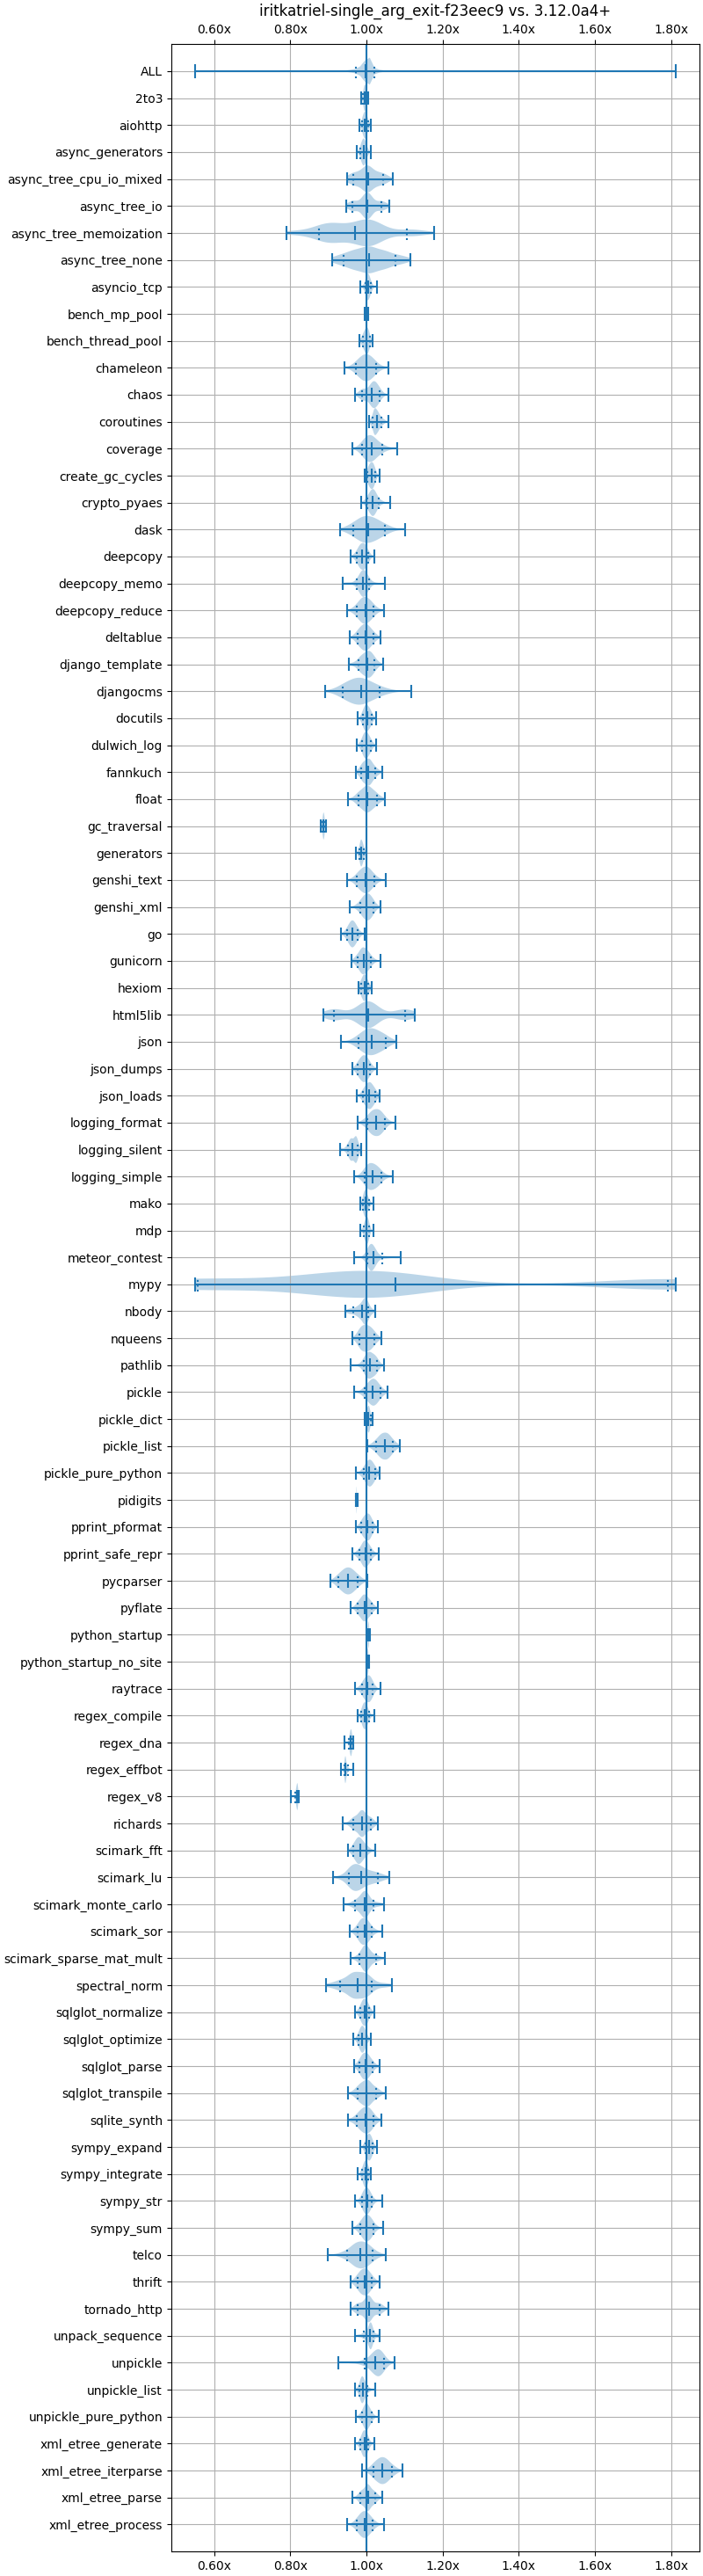 iritkatriel-single_arg_exit-f23eec9 vs. 3.12.0a4+
0.60x 0.80x 1.00x 1.20x 1.40x 1.60x 1.80x
ALL
2to3
aiohttp
async_generators
async_tree_cpu_io_mixed
async_tree_io
async_tree_memoization
async_tree_none
asyncio_tcp
bench_mp_pool
bench_thread_pool
chameleon
chaos
coroutines
coverage
create_gc_cycles
crypto_pyaes
dask
deepcopy
deepcopy_memo
deepcopy_reduce
deltablue
django_template
djangocms
docutils
dulwich_log
fannkuch
float
gc_traversal
generators
genshi_text
genshi_xml
go
gunicorn
hexiom
html5lib
json
json_dumps
json_loads
logging_format
logging_silent
logging_simple
mako
mdp
meteor_contest
mypy
nbody
nqueens
pathlib
pickle
pickle_dict
pickle_list
pickle_pure_python
pidigits
pprint_pformat
pprint_safe_repr
pycparser
pyflate
python_startup
python_startup_no_site
raytrace
regex_compile
regex_dna
regex_effbot
regex_v8
richards
scimark_fft
scimark_lu
scimark_monte_carlo
scimark_sor
scimark_sparse_mat_mult
spectral_norm
sqlglot_normalize
sqlglot_optimize
sqlglot_parse
sqlglot_transpile
sqlite_synth
sympy_expand
sympy_integrate
sympy_str
sympy_sum
telco
thrift
tornado_http
unpack_sequence
unpickle
unpickle_list
unpickle_pure_python
xml_etree_generate
xml_etree_iterparse
xml_etree_parse
xml_etree_process
0.60x 0.80x 1.00x 1.20x 1.40x 1.60x 1.80x